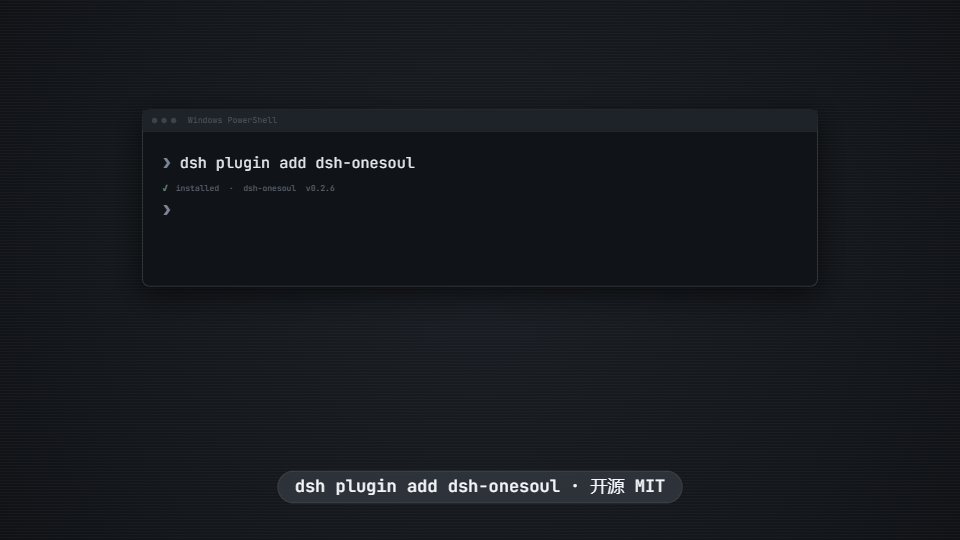 Windows PowerShell
❯ dsh plugin add dsh-onesoul
✓ installed · dsh-onesoul v0.2.6
❯
dsh plugin add dsh-onesoul · 开源 MIT